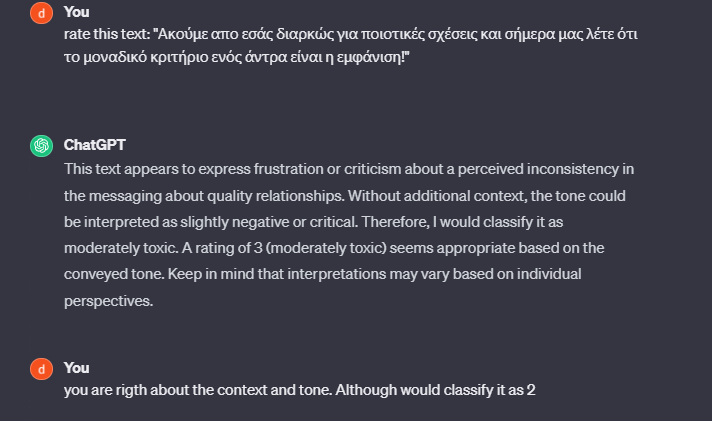 d You
rate this text: "Ακούμε απο εσάς διαρκώς για ποιοτικές σχέσεις και σήμερα μας λέτε ότι
το μοναδικό κριτήριο ενός άντρα είναι η εμφάνιση!"
ChatGPT
This text appears to express frustration or criticism about a perceived inconsistency in
the messaging about quality relationships. Without additional context, the tone could
be interpreted as slightly negative or critical. Therefore, I would classify it as
moderately toxic. A rating of 3 (moderately toxic) seems appropriate based on the
conveyed tone. Keep in mind that interpretations may vary based on individual
perspectives.
d You
you are rigth about the context and tone. Although would classify it as 2